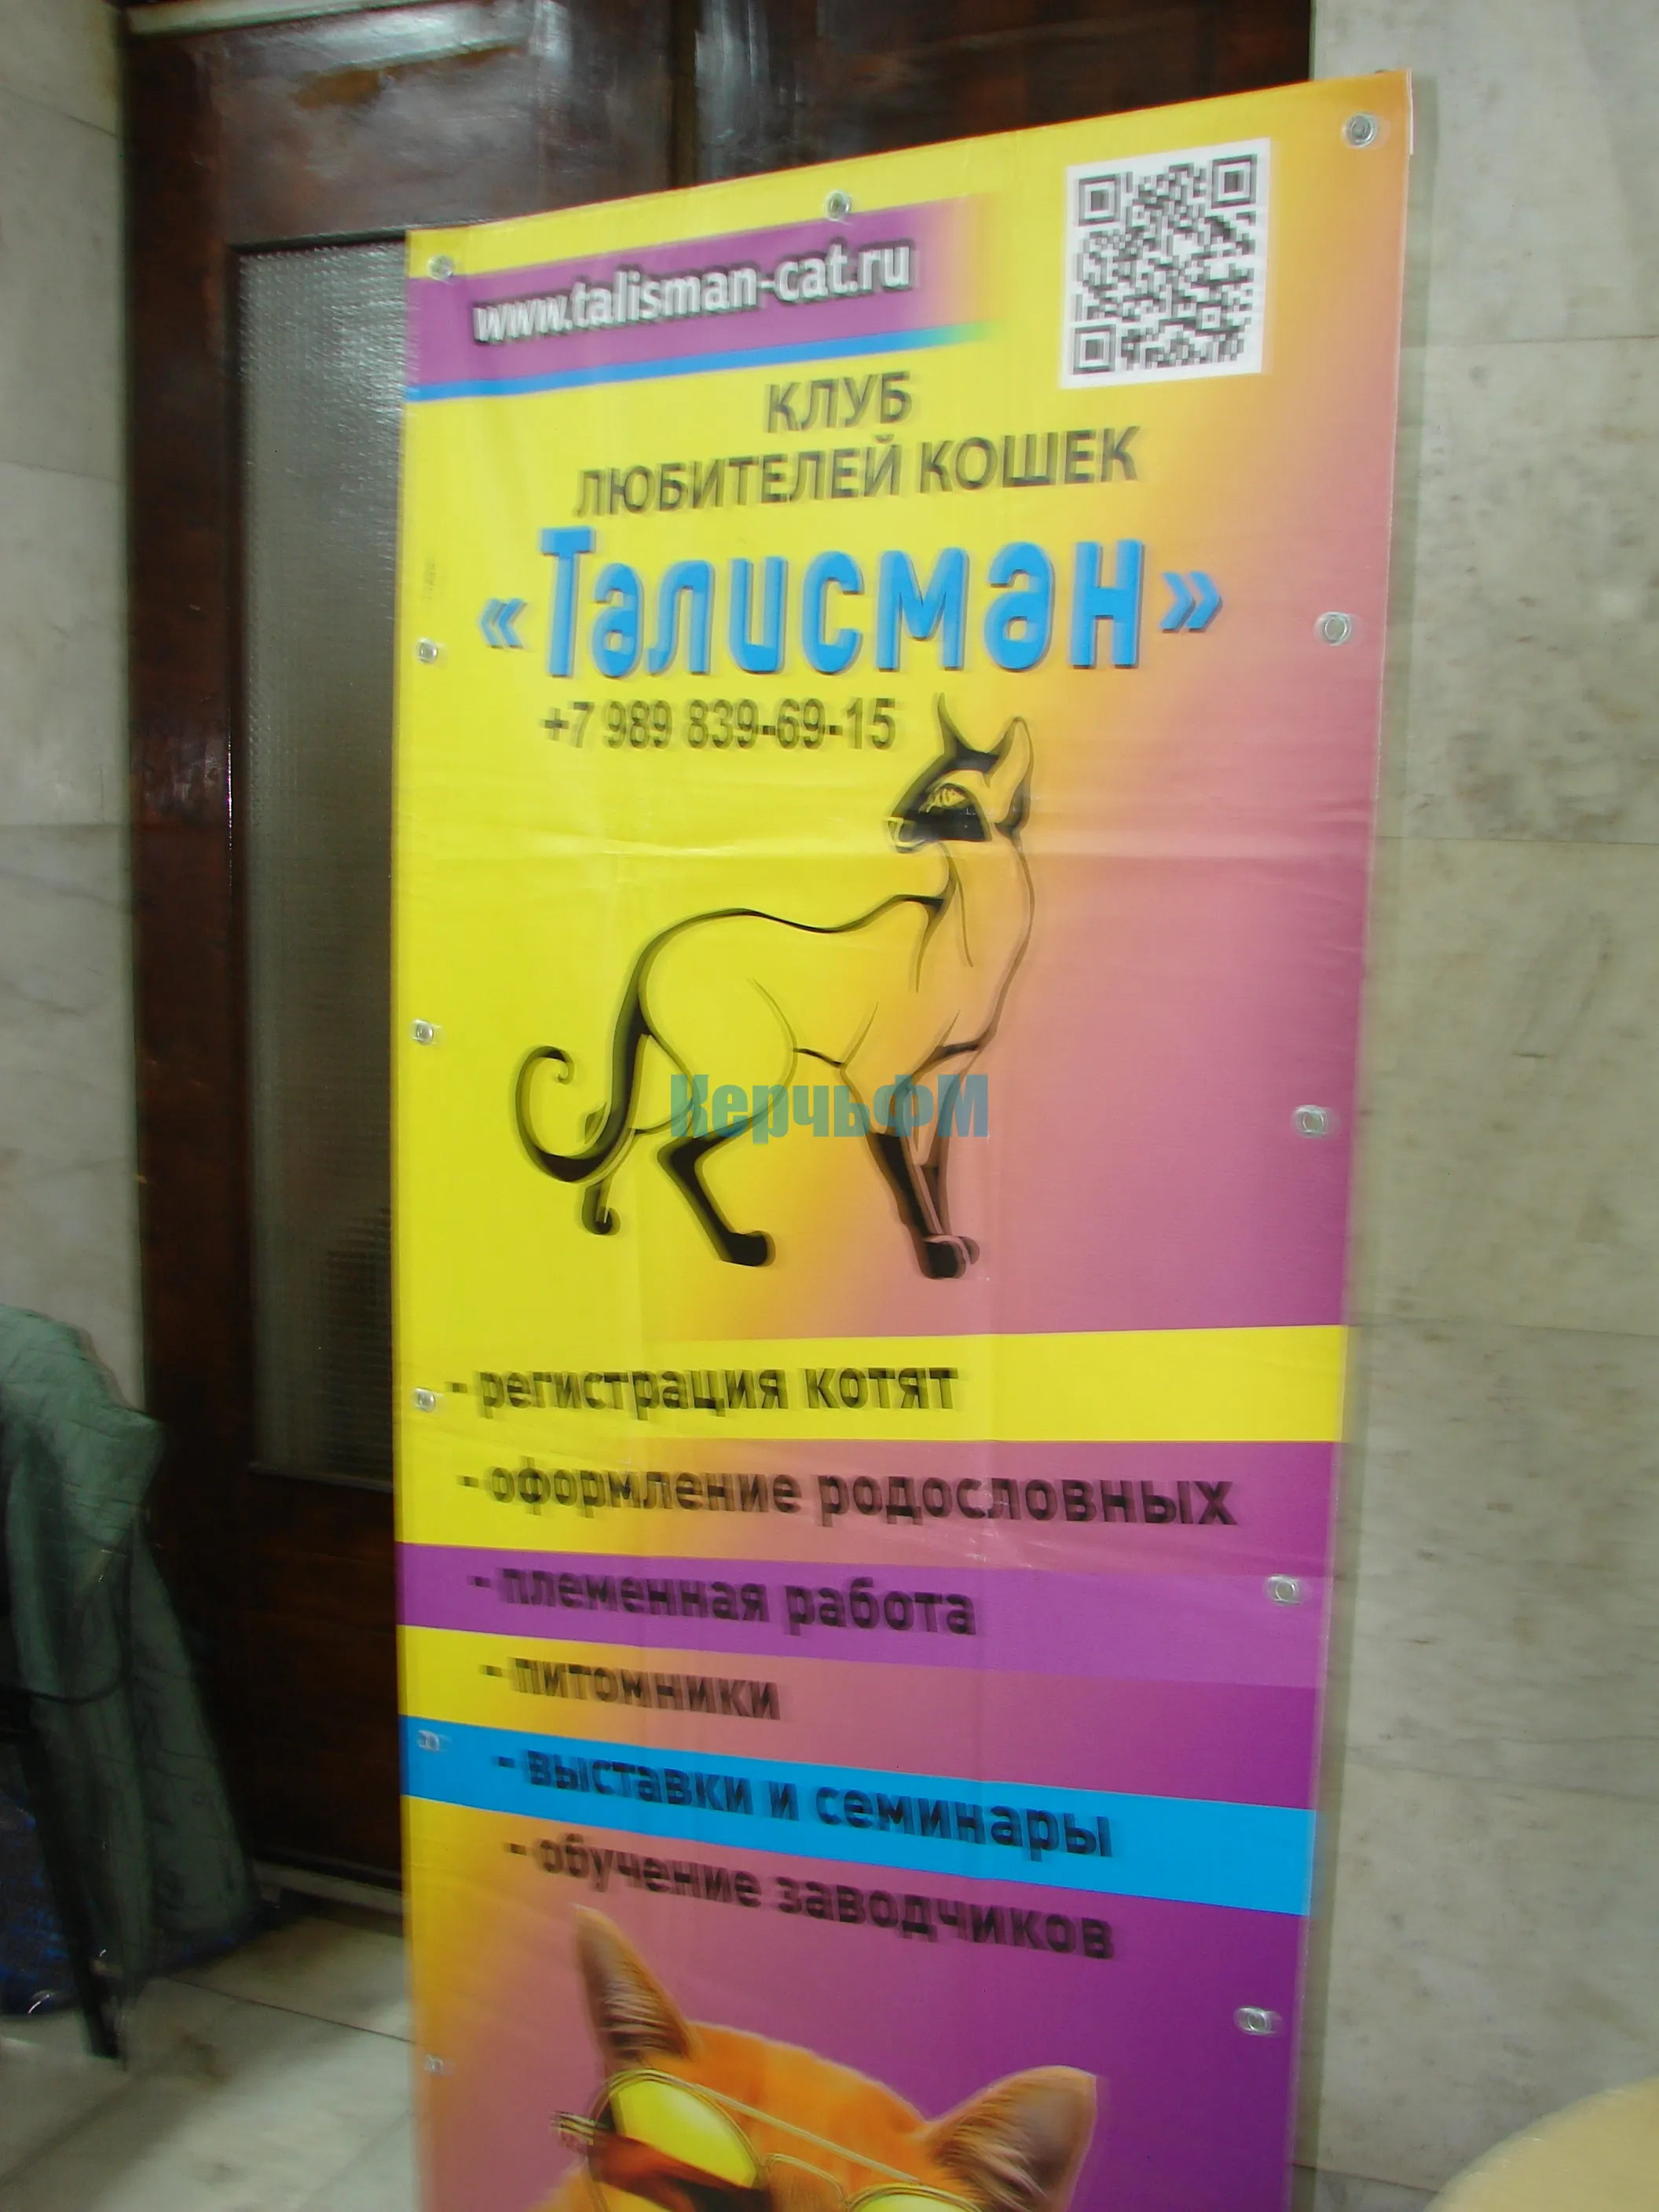 www.talisman-cat.ru
КЛУБ
ЛЮБИТЕЛЕЙ КОШЕК
«Талисман»
+7 989 839-69-15
КерчьФМ
- регистрация котят
- оформление родословных
- племенная работа
- питомники
- выставки и семинары
- обучение заводчиков